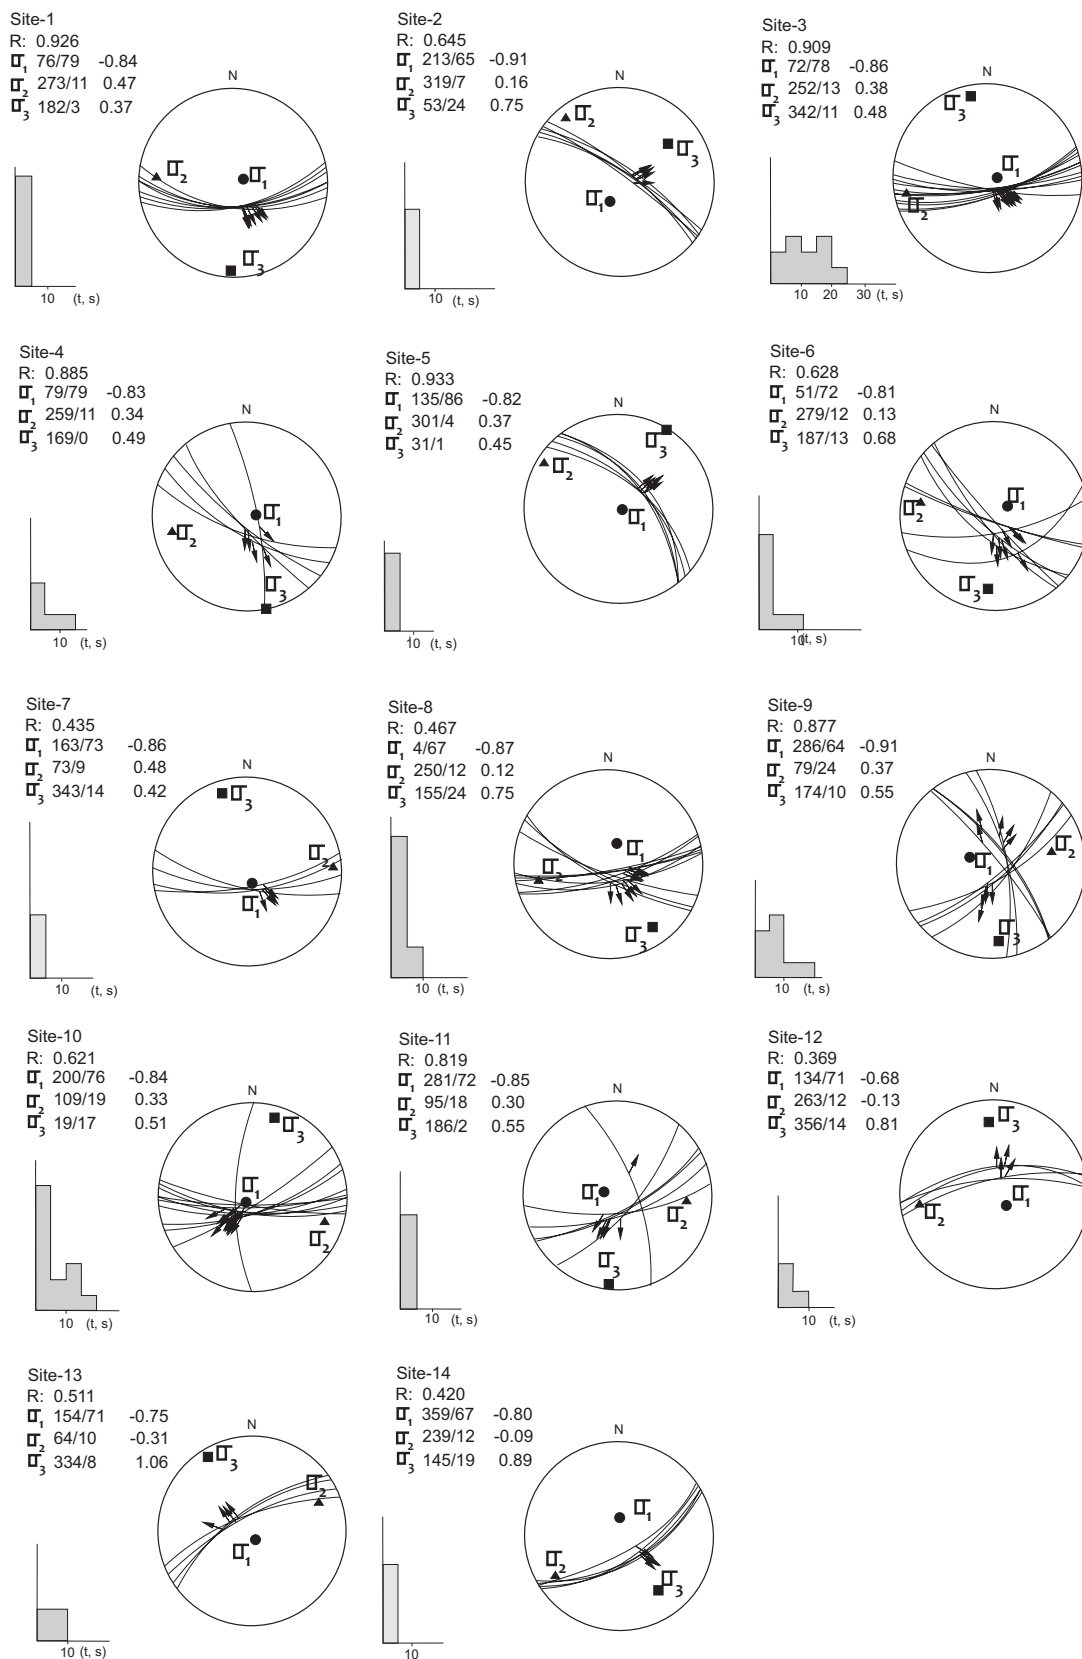 Site-1
R: 0.926
σ1 76/79 -0.84
σ2 273/11 0.47
σ3 182/3 0.37
N
σ2
σ1
σ3
10 (t, s)
Site-2
R: 0.645
σ1 213/65 -0.91
σ2 319/7 0.16
σ3 53/24 0.75
N
σ2
σ3
σ1
10 (t, s)
Site-3
R: 0.909
σ1 72/78 -0.86
σ2 252/13 0.38
σ3 342/11 0.48
N
σ3
σ1
σ2
10 20 30 (t, s)
Site-4
R: 0.885
σ1 79/79 -0.83
σ2 259/11 0.34
σ3 169/0 0.49
N
σ1
σ2
σ3
10 (t, s)
Site-5
R: 0.933
σ1 135/86 -0.82
σ2 301/4 0.37
σ3 31/1 0.45
N
σ3
σ2
σ1
10 (t, s)
Site-6
R: 0.628
σ1 51/72 -0.81
σ2 279/12 0.13
σ3 187/13 0.68
N
σ1
σ2
σ3
10 (t, s)
Site-7
R: 0.435
σ1 163/73 -0.86
σ2 73/9 0.48
σ3 343/14 0.42
N
σ3
σ2
σ1
10 (t, s)
Site-8
R: 0.467
σ1 4/67 -0.87
σ2 250/12 0.12
σ3 155/24 0.75
N
σ1
σ2
σ3
10 (t, s)
Site-9
R: 0.877
σ1 286/64 -0.91
σ2 79/24 0.37
σ3 174/10 0.55
N
σ2
σ1
σ3
10 (t, s)
Site-10
R: 0.621
σ1 200/76 -0.84
σ2 109/19 0.33
σ3 19/17 0.51
N
σ3
σ1
σ2
10 (t, s)
Site-11
R: 0.819
σ1 281/72 -0.85
σ2 95/18 0.30
σ3 186/2 0.55
N
σ1
σ2
σ3
10 (t, s)
Site-12
R: 0.369
σ1 134/71 -0.68
σ2 263/12 -0.13
σ3 356/14 0.81
N
σ3
σ1
σ2
10 (t, s)
Site-13
R: 0.511
σ1 154/71 -0.75
σ2 64/10 -0.31
σ3 334/8 1.06
N
σ3
σ2
σ1
10 (t, s)
Site-14
R: 0.420
σ1 359/67 -0.80
σ2 239/12 -0.09
σ3 145/19 0.89
N
σ1
σ2
σ3
10